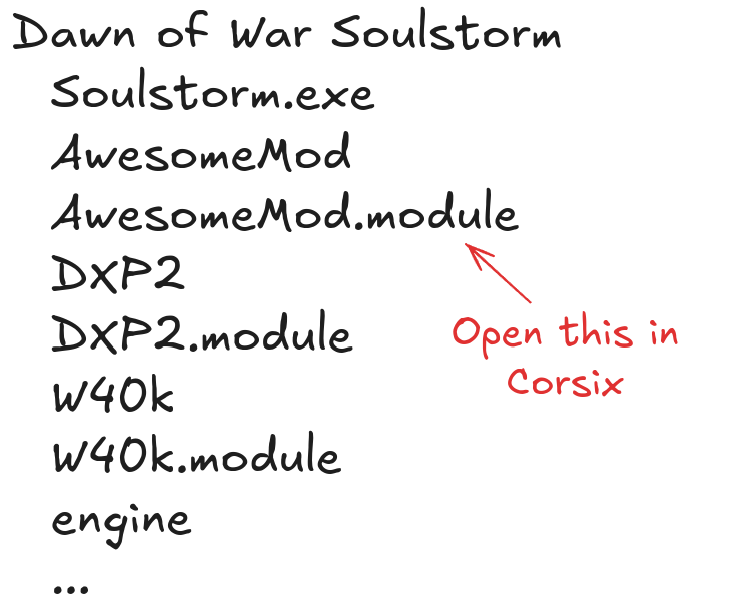 Dawn of War Soulstorm
Soulstorm.exe
AwesomeMod
AwesomeMod.module
DXP2
DXP2.module
W40k
W40k.module
engine
...
Open this in
Corsix